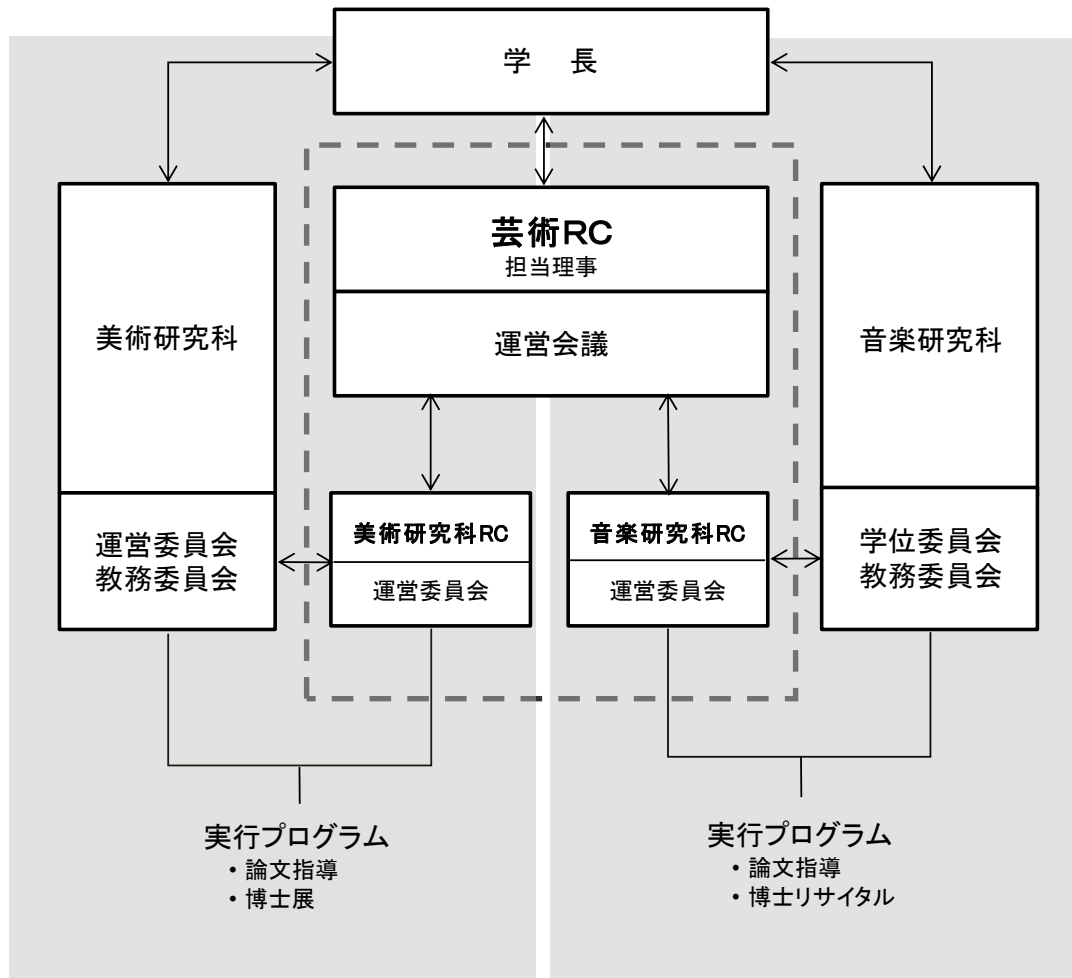 学　長
芸術RC
担当理事
運営会議
美術研究科
運営委員会
教務委員会
美術研究科RC
運営委員会
音楽研究科RC
運営委員会
音楽研究科
学位委員会
教務委員会
実行プログラム
・論文指導
・博士展
実行プログラム
・論文指導
・博士リサイタル